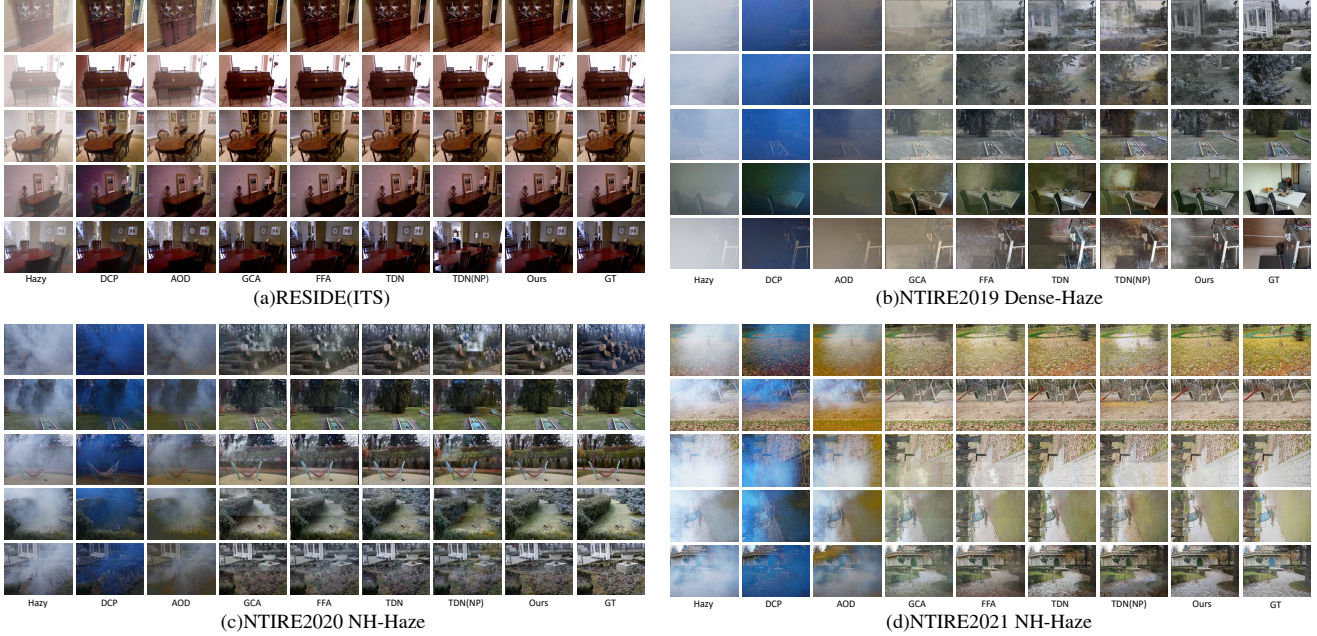 Hazy DCP AOD GCA FFA TDN TDN(NP) Ours GT
(a)RESIDE(ITS)
Hazy DCP AOD GCA FFA TDN TDN(NP) Ours GT
(b)NTIRE2019 Dense-Haze
Hazy DCP AOD GCA FFA TDN TDN(NP) Ours GT
(c)NTIRE2020 NH-Haze
Hazy DCP AOD GCA FFA TDN TDN(NP) Ours GT
(d)NTIRE2021 NH-Haze